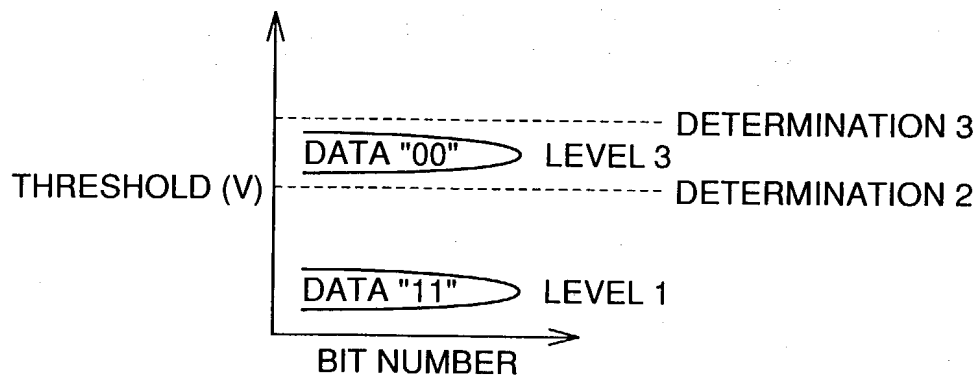 DETERMINATION 3
DATA "00" LEVEL 3
THRESHOLD (V)
DETERMINATION 2
DATA "11" LEVEL 1
BIT NUMBER